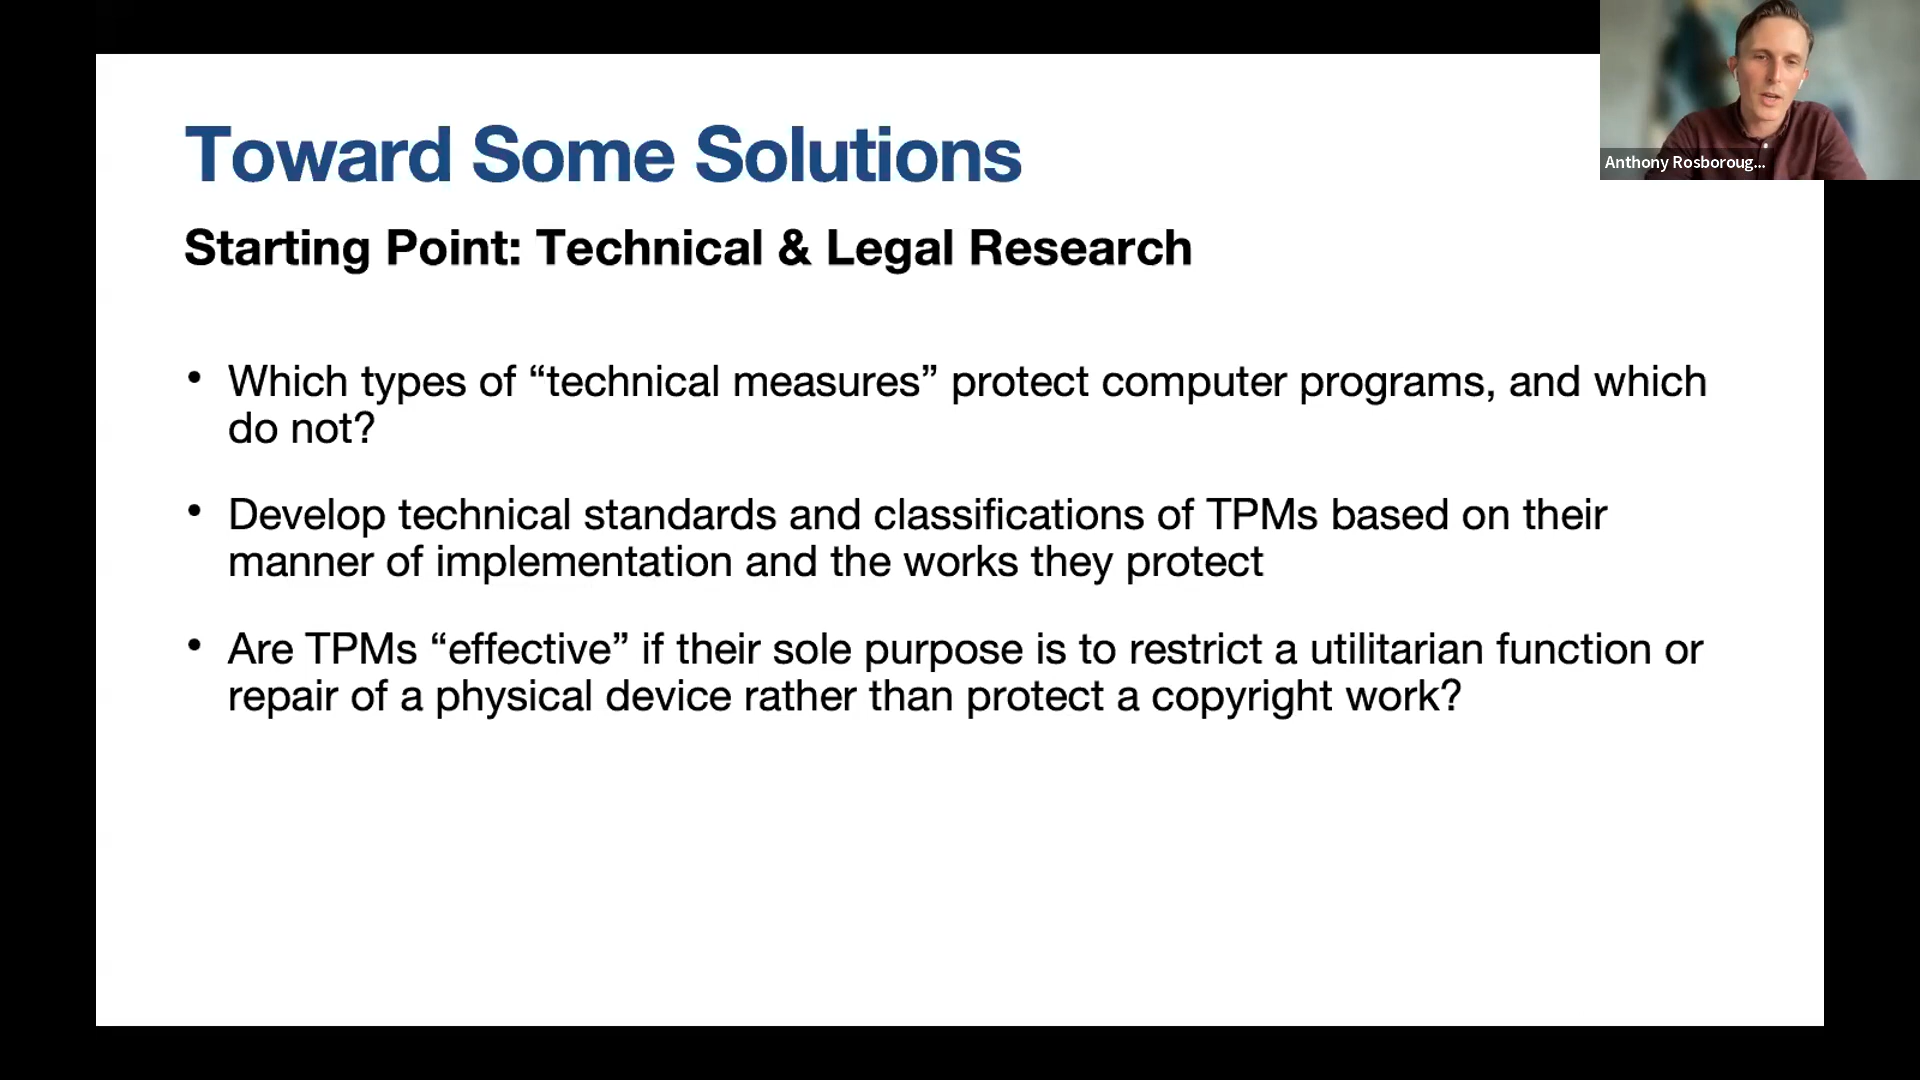 Toward Some Solutions
Starting Point: Technical & Legal Research
• Which types of “technical measures” protect computer programs, and which
do not?
• Develop technical standards and classifications of TPMs based on their
manner of implementation and the works they protect
• Are TPMs “effective” if their sole purpose is to restrict a utilitarian function or
repair of a physical device rather than protect a copyright work?
Anthony Rosboroug...